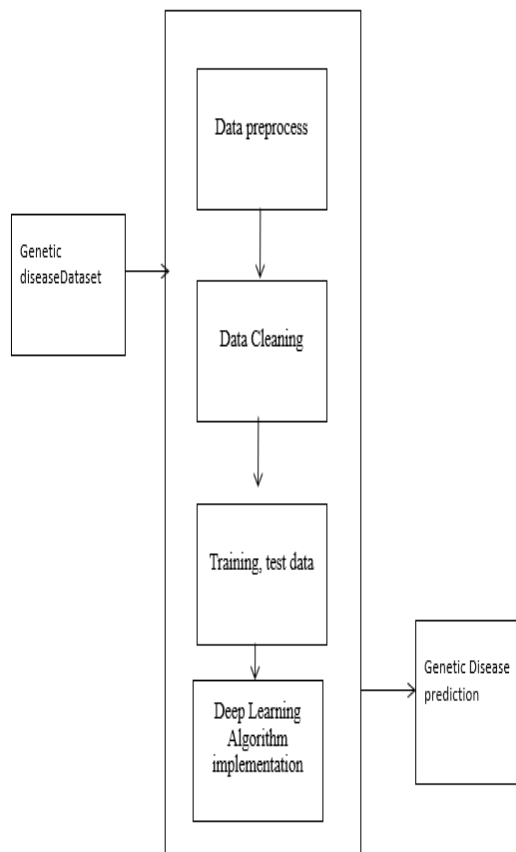 Data preprocess
Genetic
diseaseDataset
Data Cleaning
Training, test data
Deep Learning
Algorithm
implementation
Genetic Disease
prediction